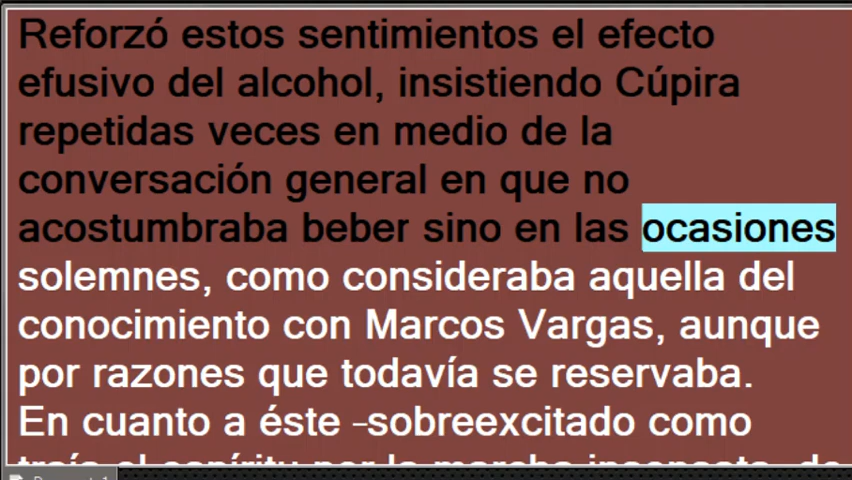 Reforzó estos sentimientos el efecto
efusivo del alcohol, insistiendo Cúpira
repetidas veces en medio de la
conversación general en que no
acostumbraba beber sino en las ocasiones
solemnes, como consideraba aquella del
conocimiento con Marcos Vargas, aunque
por razones que todavía se reservaba.
En cuanto a éste –sobreexcitado como